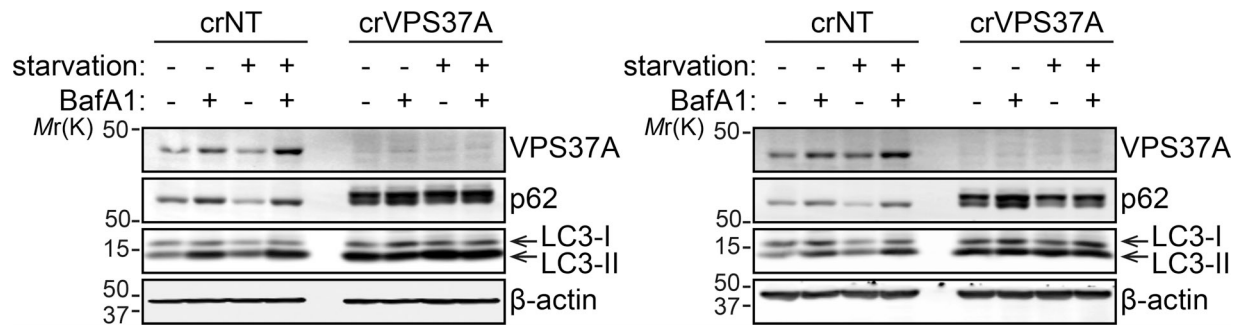 crNT crVPS37A
starvation: - - + + - - + +
BafA1: - + - + - + - +
Mr(K) 50-
VPS37A
p62
50-
15-
LC3-I
LC3-II
50-
37-
β-actin
crNT crVPS37A
starvation: - - + + - - + +
BafA1: - + - + - + - +
Mr(K) 50-
VPS37A
p62
50-
15-
LC3-I
LC3-II
50-
37-
β-actin